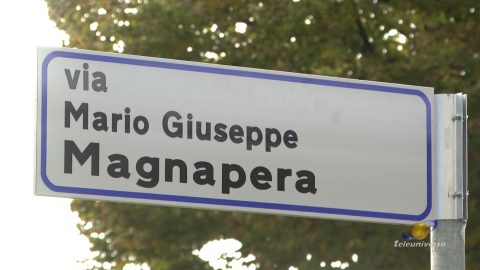 via
Mario Giuseppe
Magnapera
teleuniverso